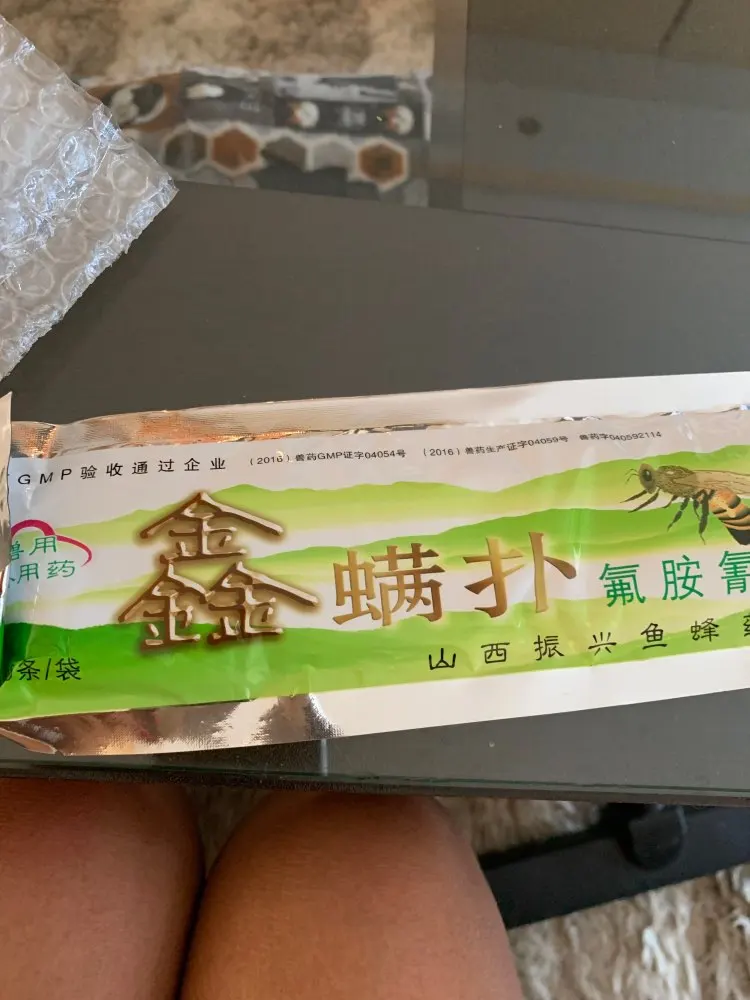 GMP验收通过企业 (2016)兽药GMP证字04054号 (2016)兽药生产证字04059号 兽药字040592114
兽用
用药
鑫螨扑 氟胺氰
条/袋
山西振兴鱼蜂